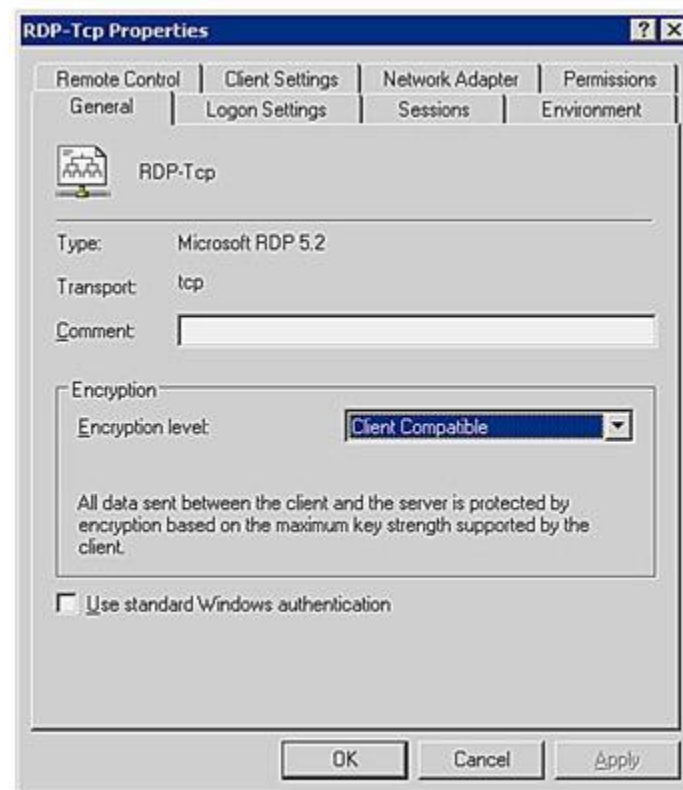 RDP-Tcp Properties
Remote Control Client Settings Network Adapter Permissions
General Logon Settings Sessions Environment
RDP-Tcp
Type: Microsoft RDP 5.2
Transport: tcp
Comment:
Encryption
Encryption level: Client Compatible
All data sent between the client and the server is protected by
encryption based on the maximum key strength supported by the
client.
Use standard Windows authentication
OK Cancel Apply